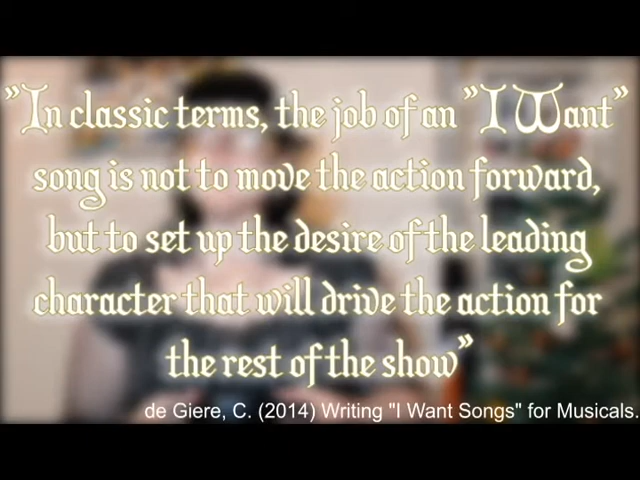 "In classic terms, the job of an "I Want"
song is not to move the action forward,
but to set up the desire of the leading
character that will drive the action for
the rest of the show"
de Giere, C. (2014) Writing "I Want Songs" for Musicals.